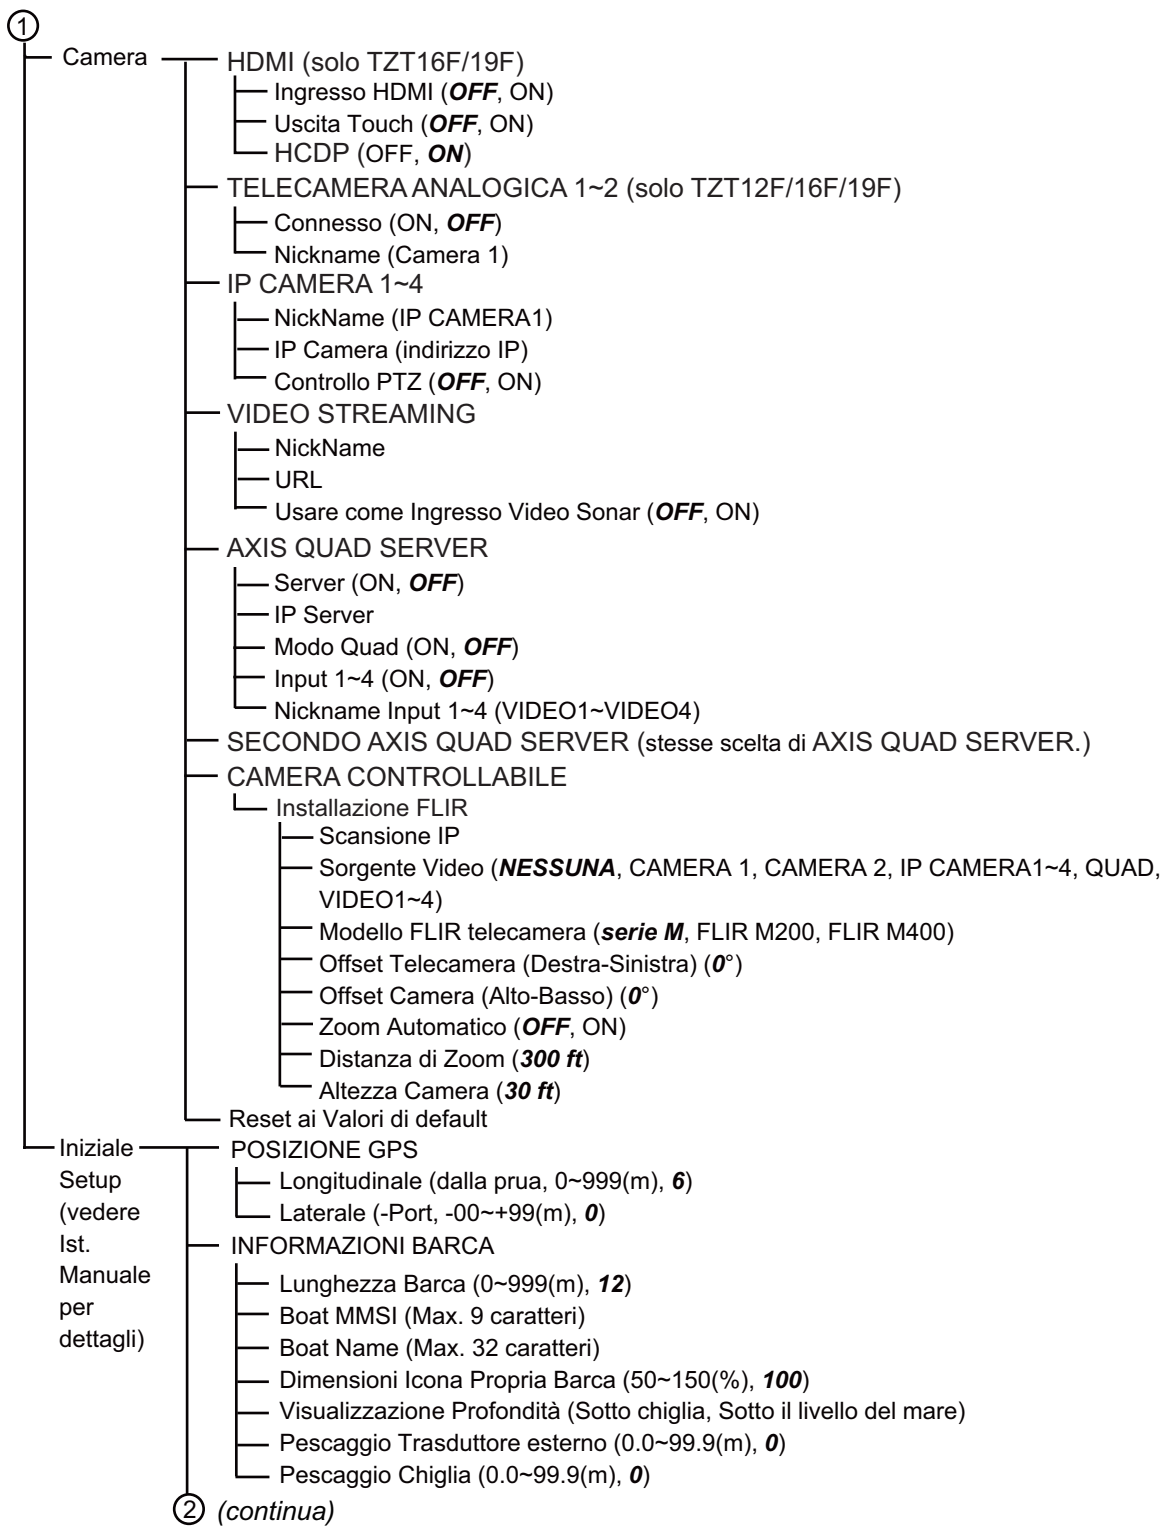 1
Camera
HDMI (solo TZT16F/19F)
Ingresso HDMI (OFF, ON)
Uscita Touch (OFF, ON)
HCDP (OFF, ON)
TELECAMERA ANALOGICA 1~2 (solo TZT12F/16F/19F)
Connesso (ON, OFF)
Nickname (Camera 1)
IP CAMERA 1~4
NickName (IP CAMERA1)
IP Camera (indirizzo IP)
Controllo PTZ (OFF, ON)
VIDEO STREAMING
NickName
URL
Usare come Ingresso Video Sonar (OFF, ON)
AXIS QUAD SERVER
Server (ON, OFF)
IP Server
Modo Quad (ON, OFF)
Input 1~4 (ON, OFF)
Nickname Input 1~4 (VIDEO1~VIDEO4)
SECONDO AXIS QUAD SERVER (stesse scelta di AXIS QUAD SERVER.)
CAMERA CONTROLLABILE
Installazione FLIR
Scansione IP
Sorgente Video (NESSUNA, CAMERA 1, CAMERA 2, IP CAMERA1~4, QUAD,
VIDEO1~4)
Modello FLIR telecamera (serie M, FLIR M200, FLIR M400)
Offset Telecamera (Destra-Sinistra) (0°)
Offset Camera (Alto-Basso) (0°)
Zoom Automatico (OFF, ON)
Distanza di Zoom (300 ft)
Altezza Camera (30 ft)
Reset ai Valori di default
Iniziale
Setup
(vedere
Ist.
Manuale
per
dettagli)
POSIZIONE GPS
Longitudinale (dalla prua, 0~999(m), 6)
Laterale (-Port, -00~+99(m), 0)
INFORMAZIONI BARCA
Lunghezza Barca (0~999(m), 12)
Boat MMSI (Max. 9 caratteri)
Boat Name (Max. 32 caratteri)
Dimensioni Icona Propria Barca (50~150(%), 100)
Visualizzazione Profondità (Sotto chiglia, Sotto il livello del mare)
Pescaggio Trasduttore esterno (0.0~99.9(m), 0)
Pescaggio Chiglia (0.0~99.9(m), 0)
2 (continua)